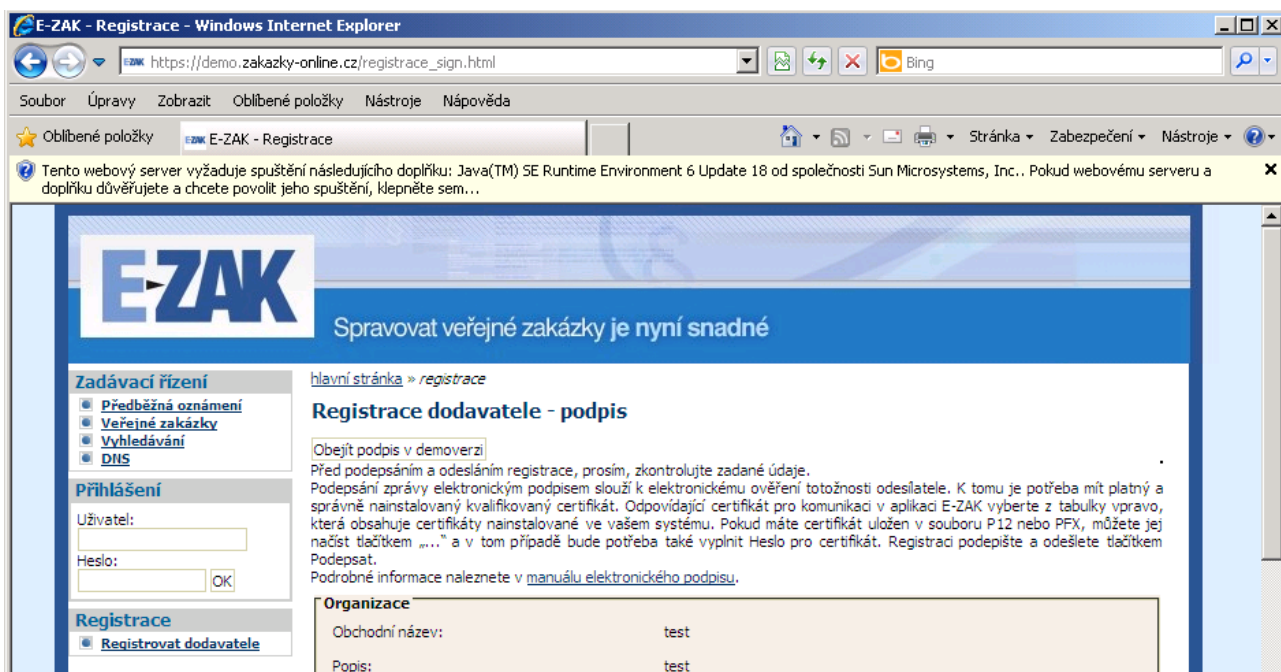 E-ZAK - Registrace - Windows Internet Explorer
https://demo.zakazky-online.cz/registrace_sign.html
Bing
Soubor Úpravy Zobrazit Oblíbené položky Nástroje Nápověda
Oblíbené položky E-ZAK - Registrace Stránka Zabezpečení Nástroje
Tento webový server vyžaduje spuštění následujícího doplňku: Java(TM) SE Runtime Environment 6 Update 18 od společnosti Sun Microsystems, Inc.. Pokud webovému serveru a
doplňku důvěřujete a chcete povolit jeho spuštění, klepněte sem...
E-ZAK
Spravovat veřejné zakázky je nyní snadné
Zadávací řízení
Předběžná oznámení
Veřejné zakázky
Vyhledávání
DNS
Přihlášení
Uživatel:
Heslo:
OK
Registrace
Registrovat dodavatele
hlavní stránka » registrace
Registrace dodavatele - podpis
Obejít podpis v demoverzi
Před podepsáním a odesláním registrace, prosím, zkontrolujte zadané údaje.
Podepsání zprávy elektronickým podpisem slouží k elektronickému ověření totožnosti odesílatele. K tomu je potřeba mít platný a
správně nainstalovaný kvalifikovaný certifikát. Odpovídající certifikát pro komunikaci v aplikaci E-ZAK vyberte z tabulky vpravo,
která obsahuje certifikáty nainstalované ve vašem systému. Pokud máte certifikát uložen v souboru P12 nebo PFX, můžete jej
načíst tlačítkem „..." a v tom případě bude potřeba také vyplnit Heslo pro certifikát. Registraci podepište a odešlete tlačítkem
Podepsat.
Podrobné informace naleznete v manuálu elektronického podpisu.
Organizace
Obchodní název: test
Popis: test